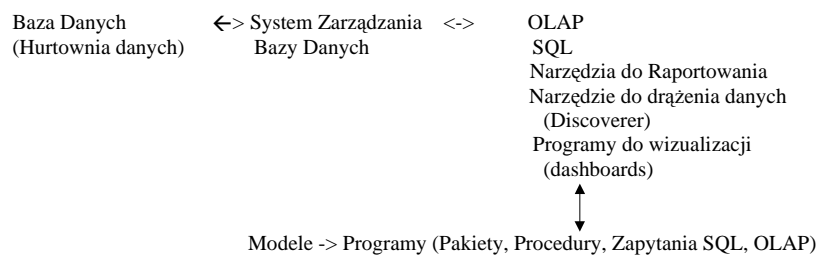 Baza Danych <-> System Zarządzania <-> OLAP
(Hurtownia danych) Bazy Danych SQL
Narzędzia do Raportowania
Narzędzie do drążenia danych
(Discoverer)
Programy do wizualizacji
(dashboards)
Modele -> Programy (Pakiety, Procedury, Zapytania SQL, OLAP)